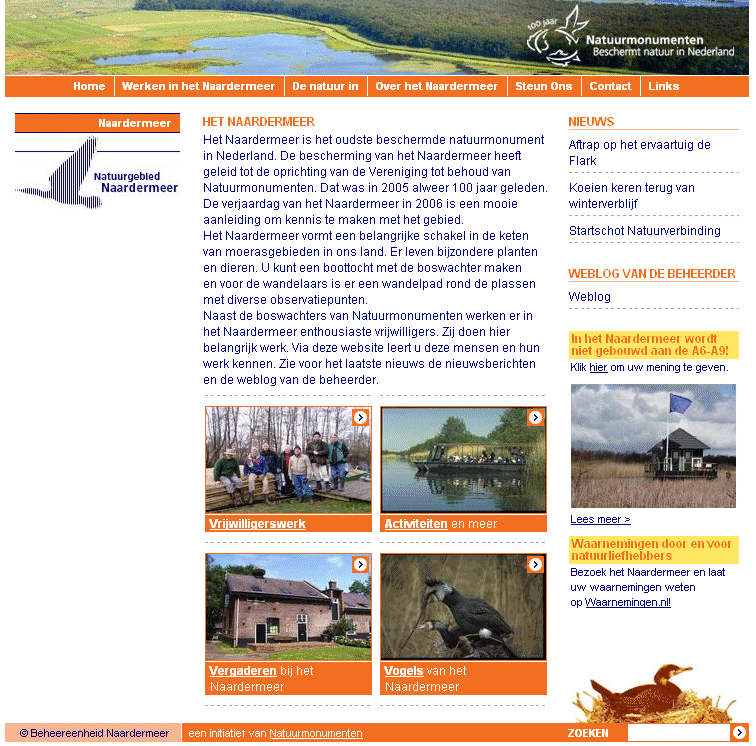 100 jaar
Natuurmonumenten
Beschermt natuur in Nederland
Home Werken in het Naardermeer De natuur in Over het Naardermeer Steun Ons Contact Links
Naardermeer
Natuurgebied
Naardermeer
HET NAARDERMEER
Het Naardermeer is het oudste beschermde natuurmonument
in Nederland. De bescherming van het Naardermeer heeft
geleid tot de oprichting van de Vereniging tot behoud van
Natuurmonumenten. Dat was in 2005 alweer 100 jaar geleden.
De verjaardag van het Naardermeer in 2006 is een mooie
aanleiding om kennis te maken met het gebied.
Het Naardermeer vormt een belangrijke schakel in de keten
van moerasgebieden in ons land. Er leven bijzondere planten
en dieren. U kunt een boottocht met de boswachter maken
en voor de wandelaars is er een wandelpad rond de plassen
met diverse observatiepunten.
Naast de boswachters van Natuurmonumenten werken er in
het Naardermeer enthousiaste vrijwilligers. Zij doen hier
belangrijk werk. Via deze website leert u deze mensen en hun
werk kennen. Zie voor het laatste nieuws de nieuwsberichten
en de weblog van de beheerder.
Vrijwilligerswerk
Activiteiten en meer
Vergaderen bij het
Naardermeer
Vogels van het
Naardermeer
NIEUWS
Aftrap op het ervaartuig de
Flark
Koeien keren terug van
winterverblijf
Startschot Natuurverbinding
WEBLOG VAN DE BEHEERDER
Weblog
In het Naardermeer wordt
niet gebouwd aan de A6-A9!
Klik hier om uw mening te geven.
Lees meer >
Waarnemingen door en voor
natuurliefhebbers
Bezoek het Naardermeer en laat
uw waarnemingen weten
op Waarnemingen.nl!
© Beheereenheid Naardermeer een initiatief van Natuurmonumenten ZOEKEN